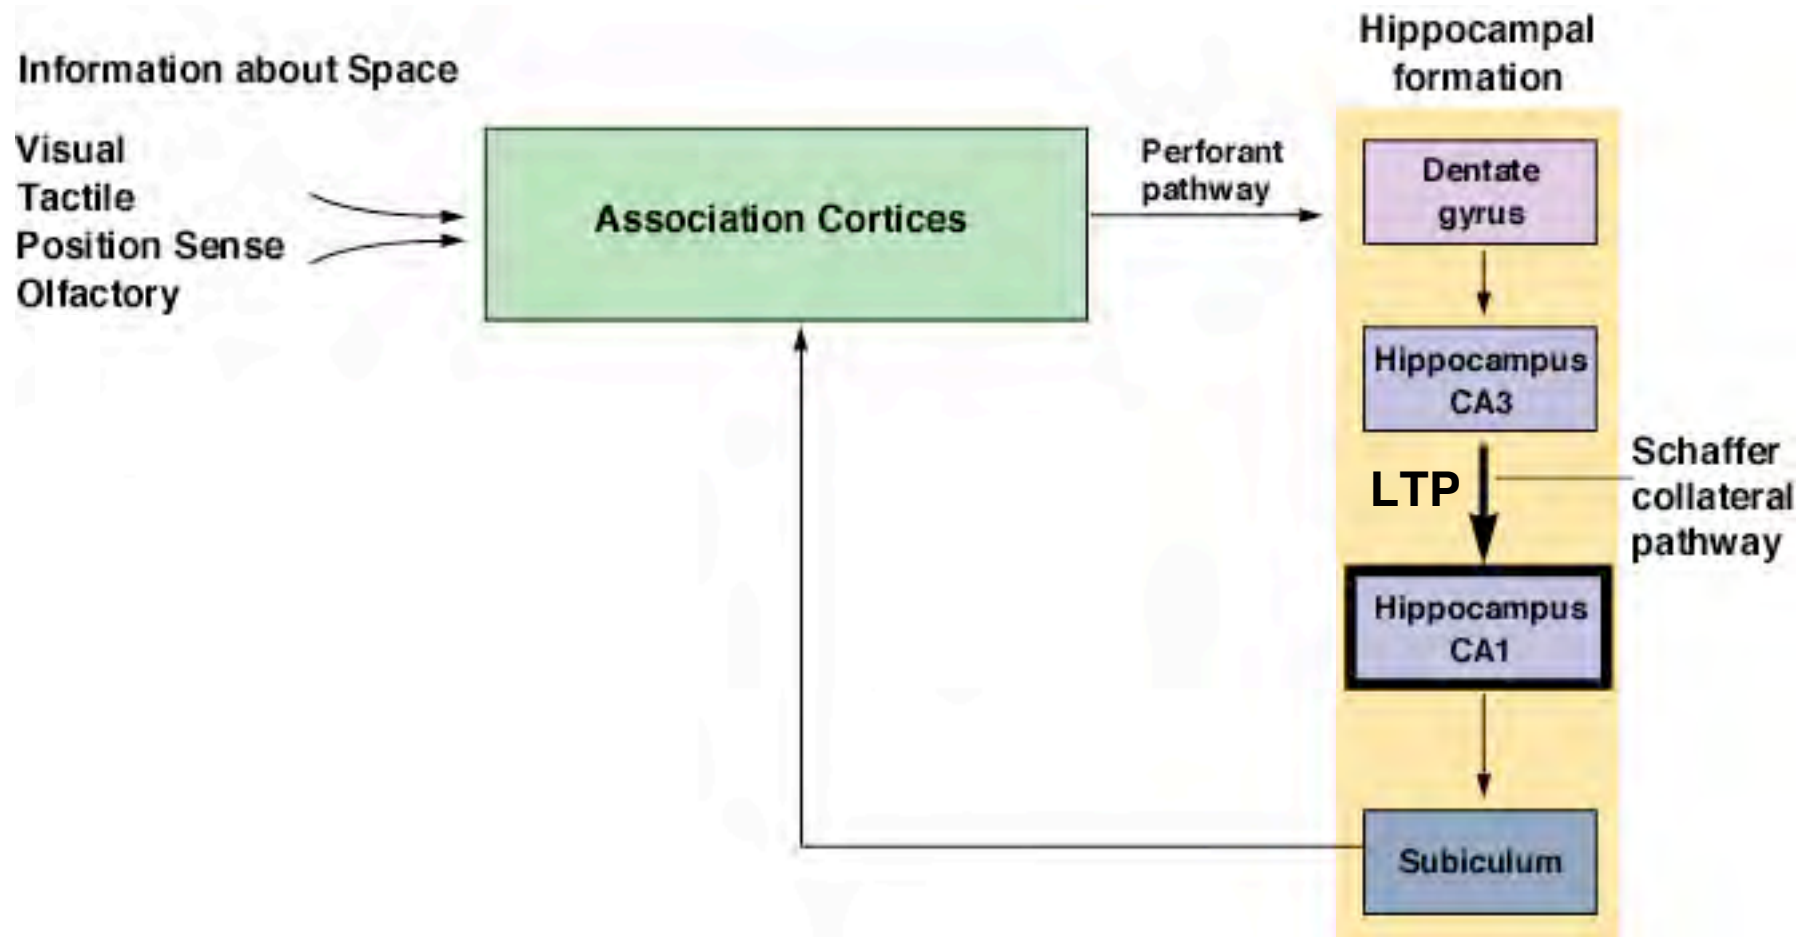 Information about Space
Visual
Tactile
Position Sense
Olfactory
Association Cortices
Perforant
pathway
Hippocampal
formation
Dentate
gyrus
Hippocampus
CA3
LTP
Schaffer
collateral
pathway
Hippocampus
CA1
Subiculum